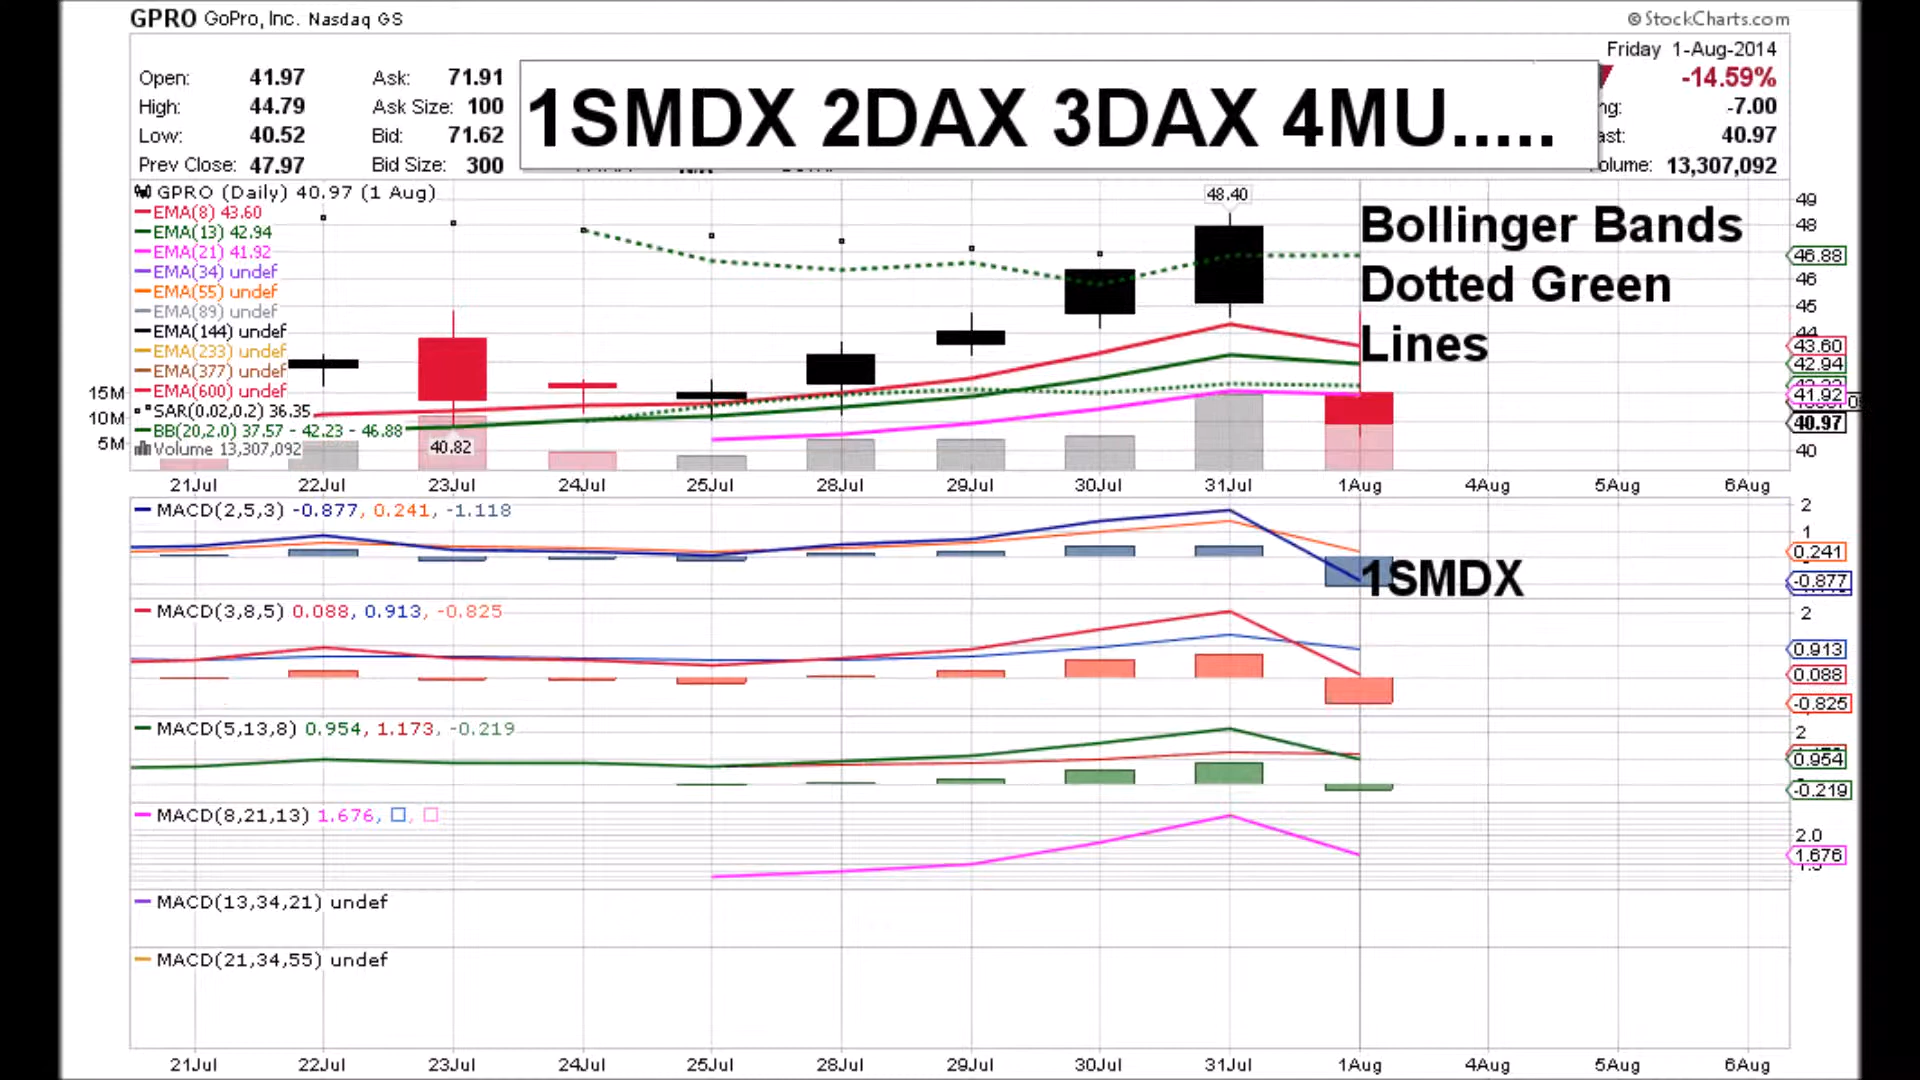 GPRO GoPro, Inc. Nasdaq GS
© StockCharts.com
Friday 1-Aug-2014
Open: 41.97 Ask: 71.91
-14.59%
High: 44.79 Ask Size: 100
ng: -7.00
Low: 40.52 Bid: 71.62
ast: 40.97
Prev Close: 47.97 Bid Size: 300
olume: 13,307,092
1SMDX 2DAX 3DAX 4MU.....
GPRO (Daily) 40.97 (1 Aug)
EMA(8) 43.60
EMA(13) 42.94
EMA(21) 41.92
EMA(34) undef
EMA(55) undef
EMA(89) undef
EMA(144) undef
EMA(233) undef
EMA(377) undef
EMA(600) undef
SAR(0.02,0.2) 36.35
BB(20,2.0) 37.57 - 42.23 - 46.88
Volume 13,307,092
15M
10M
5M
48.40
40.82
Bollinger Bands
Dotted Green
Lines
49
48
46.88
46
45
44
43.60
42.94
41.92
40.97
40
21Jul 22Jul 23Jul 24Jul 25Jul 28Jul 29Jul 30Jul 31Jul 1Aug 4Aug 5Aug 6Aug
MACD(2,5,3) -0.877, 0.241, -1.118
2
1
0.241
-0.877
1SMDX
MACD(3,8,5) 0.088, 0.913, -0.825
2
0.913
0.088
-0.825
MACD(5,13,8) 0.954, 1.173, -0.219
2
0.954
-0.219
MACD(8,21,13) 1.676,
2.0
1.676
MACD(13,34,21) undef
MACD(21,34,55) undef
21Jul 22Jul 23Jul 24Jul 25Jul 28Jul 29Jul 30Jul 31Jul 1Aug 4Aug 5Aug 6Aug